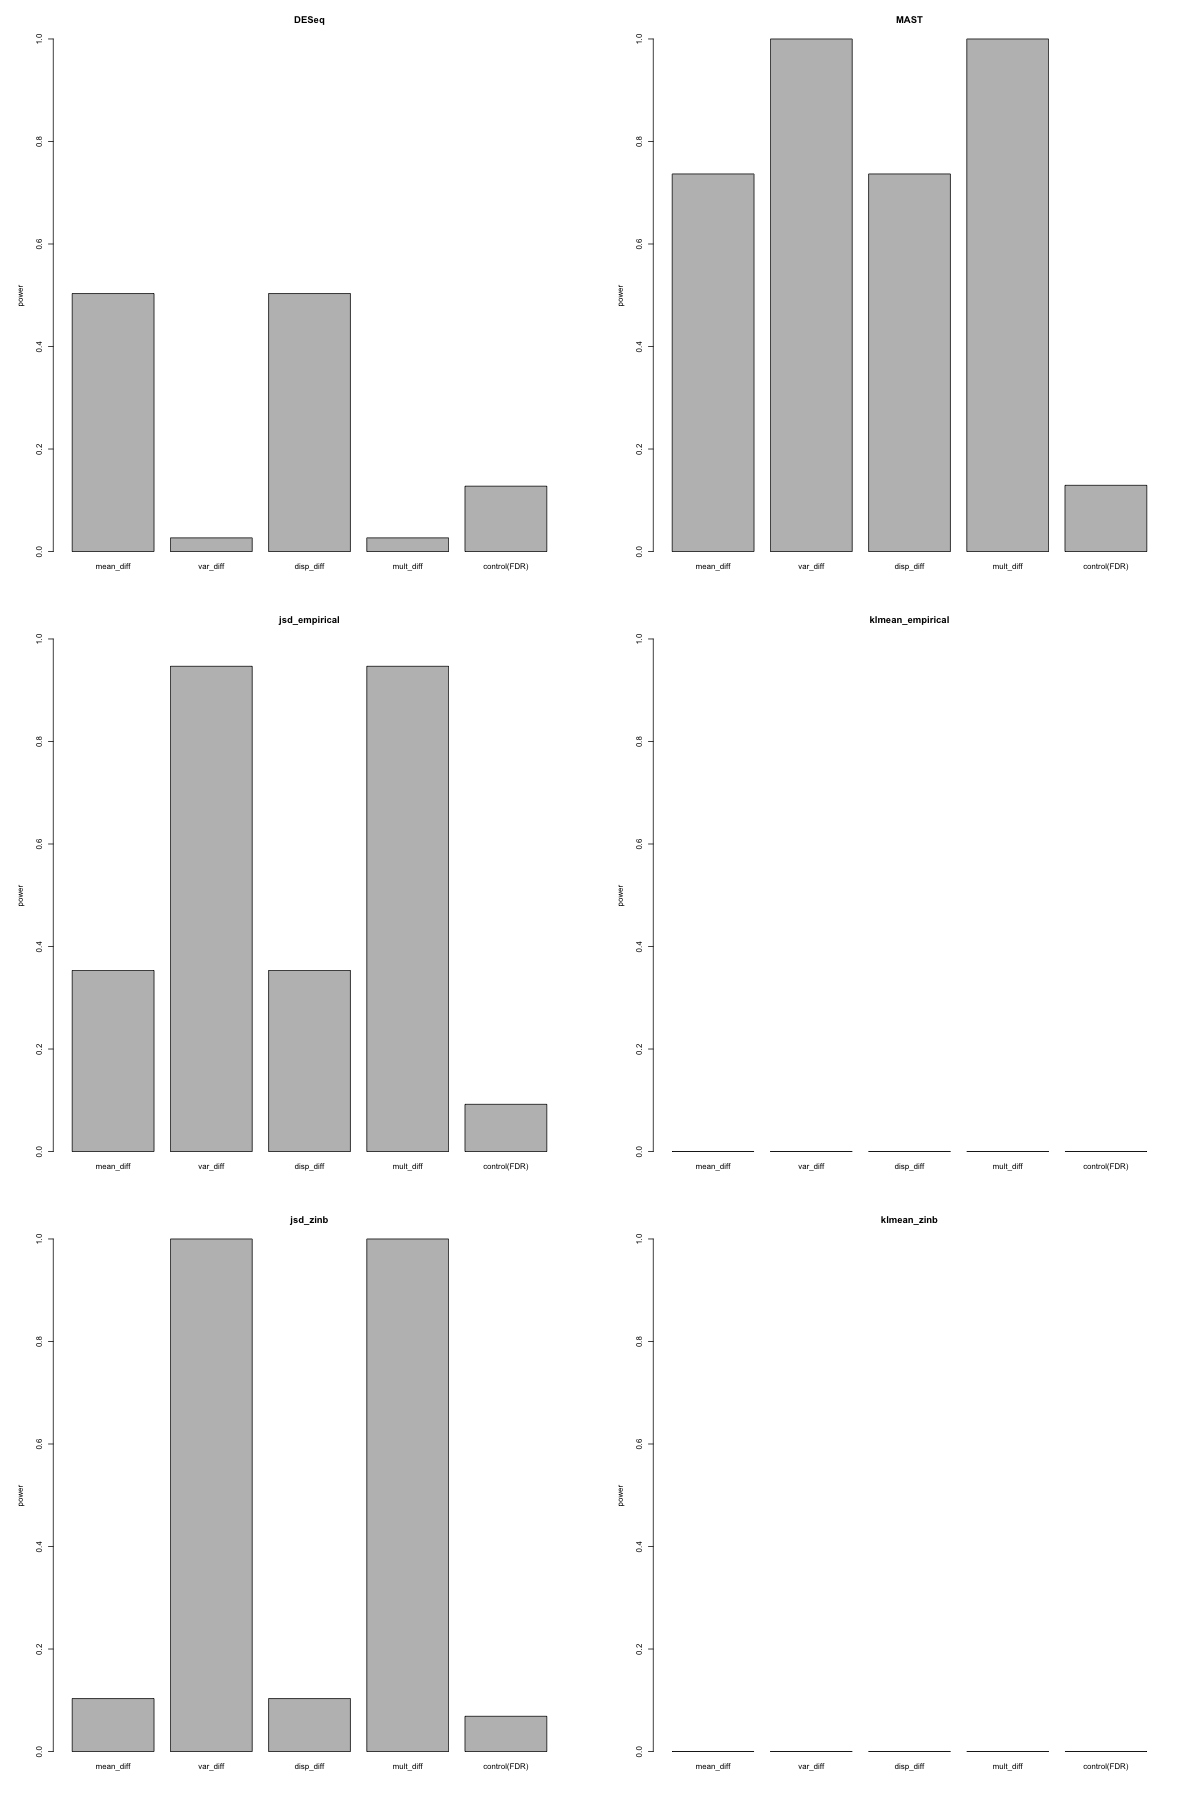 DESeq
power
0.0 0.2 0.4 0.6 0.8 1.0
mean_diff var_diff disp_diff mult_diff control(FDR)
MAST
power
0.0 0.2 0.4 0.6 0.8 1.0
mean_diff var_diff disp_diff mult_diff control(FDR)
jsd_empirical
power
0.0 0.2 0.4 0.6 0.8 1.0
mean_diff var_diff disp_diff mult_diff control(FDR)
klmean_empirical
power
0.0 0.2 0.4 0.6 0.8 1.0
mean_diff var_diff disp_diff mult_diff control(FDR)
jsd_zinb
power
0.0 0.2 0.4 0.6 0.8 1.0
mean_diff var_diff disp_diff mult_diff control(FDR)
klmean_zinb
power
0.0 0.2 0.4 0.6 0.8 1.0
mean_diff var_diff disp_diff mult_diff control(FDR)